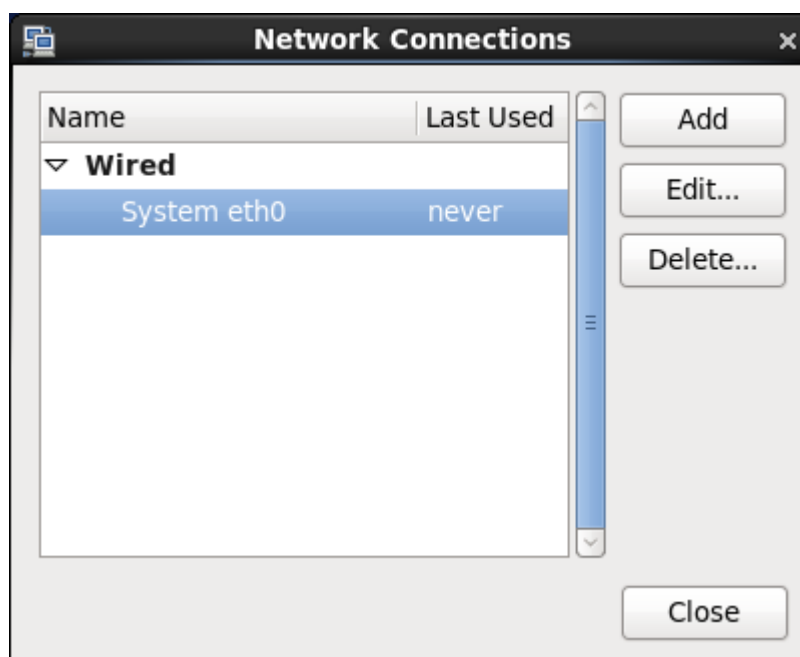 Network Connections
Name Last Used
Wired
System eth0 never
Add
Edit...
Delete...
Close